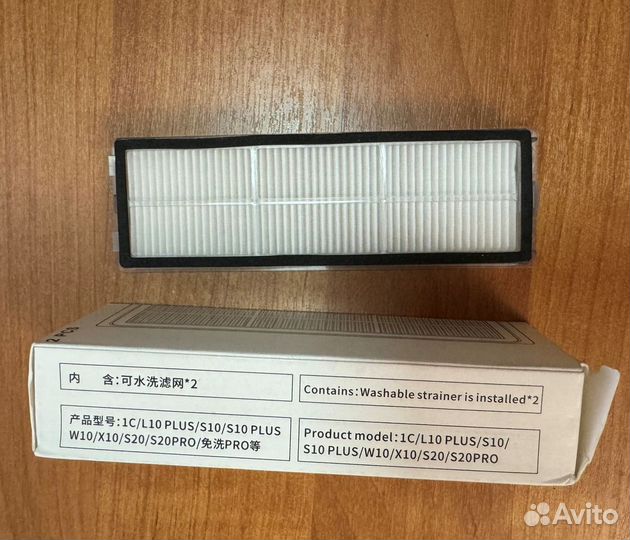 2 PCS
内 含:可水洗滤网*2
Contains: Washable strainer is installed*2
产品型号:1C/L10 PLUS/S10/S10 PLUS
W10/X10/S20/S20PRO/免洗PRO等
Product model:1C/L10 PLUS/S10/
S10 PLUS/W10/X10/S20/S20PRO
Avito